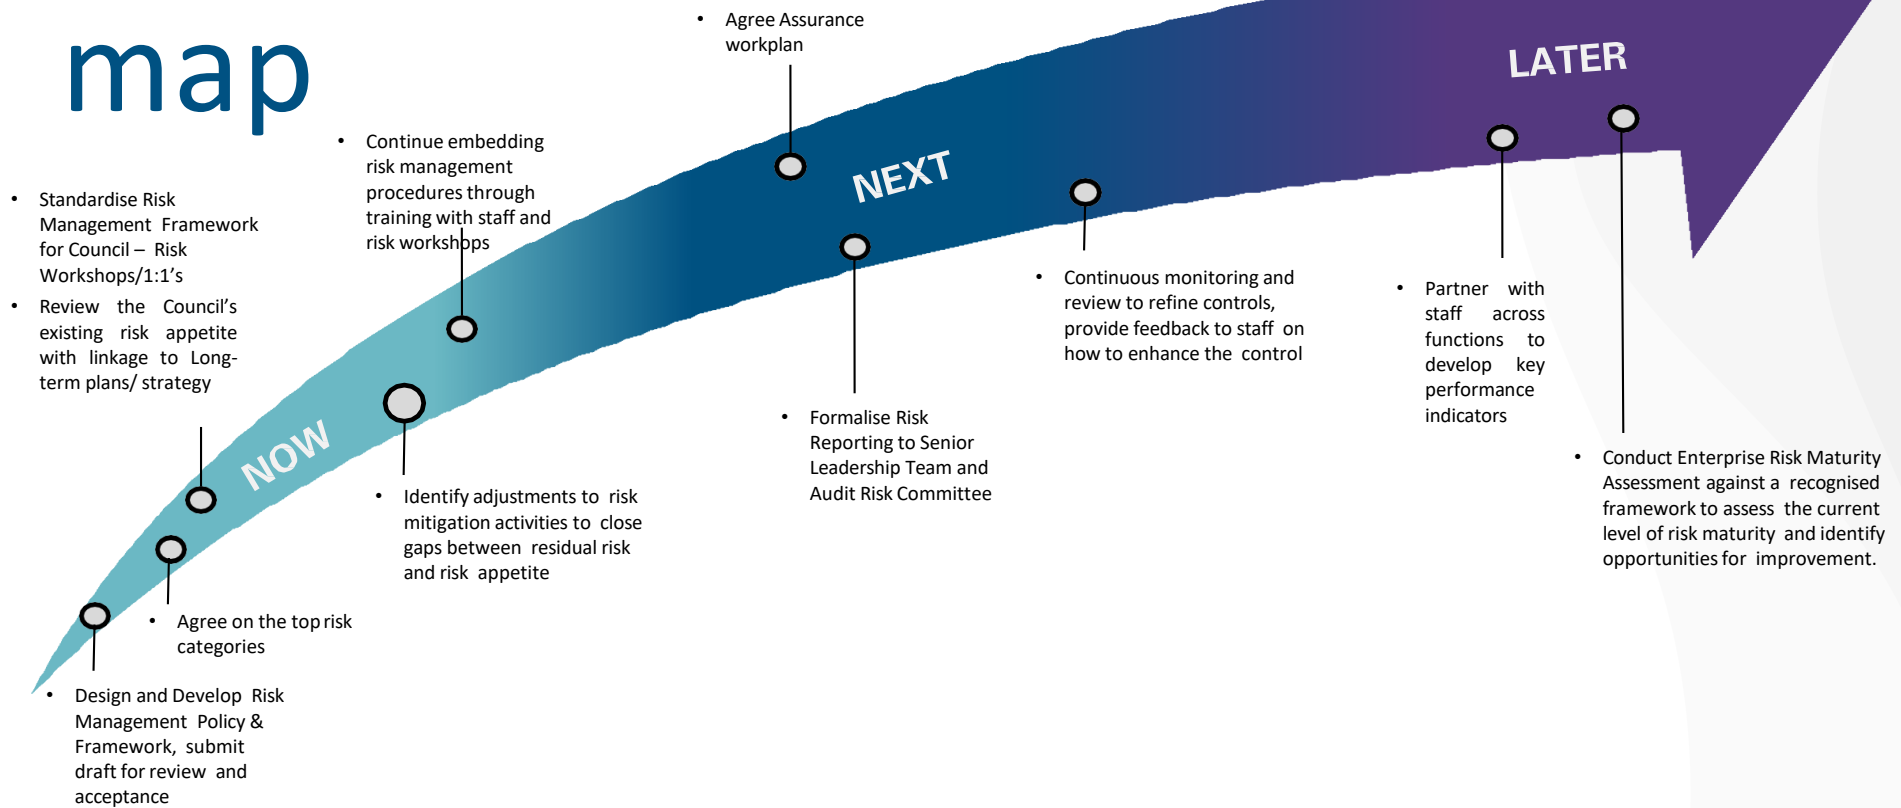 map
• Standardise Risk
Management Framework
for Council – Risk
Workshops/1:1's
• Review the Council's
existing risk appetite
with linkage to Long-
term plans/ strategy
• Continue embedding
risk management
procedures through
training with staff and
risk workshops
• Agree Assurance
workplan
NOW
NEXT
LATER
• Design and Develop Risk
Management Policy &
Framework, submit
draft for review and
acceptance
• Agree on the top risk
categories
• Identify adjustments to risk
mitigation activities to close
gaps between residual risk
and risk appetite
• Formalise Risk
Reporting to Senior
Leadership Team and
Audit Risk Committee
• Continuous monitoring and
review to refine controls,
provide feedback to staff on
how to enhance the control
• Partner with
staff across
functions to
develop key
performance
indicators
• Conduct Enterprise Risk Maturity
Assessment against a recognised
framework to assess the current
level of risk maturity and identify
opportunities for improvement.